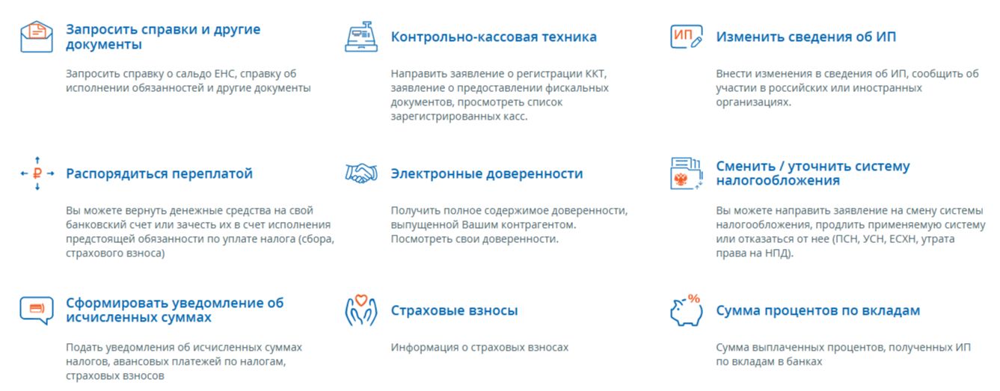 Запросить справки и другие
документы
Запросить справку о сальдо ЕНС, справку об
исполнении обязанностей и другие документы
Контрольно-кассовая техника
Направить заявление о регистрации ККТ,
заявление о предоставлении фискальных
документов, просмотреть список
зарегистрированных касс.
ИП
Изменить сведения об ИП
Внести изменения в сведения об ИП, сообщить об
участии в российских или иностранных
организациях.
₽
Распорядиться переплатой
Вы можете вернуть денежные средства на свой
банковский счет или зачесть их в счет исполнения
предстоящей обязанности по уплате налога (сбора,
страхового взноса)
Электронные доверенности
Получить полное содержимое доверенности,
выпущенной Вашим контрагентом.
Посмотреть свои доверенности.
Сменить / уточнить систему
налогообложения
Вы можете направить заявление на смену системы
налогообложения, продлить применяемую систему
или отказаться от нее (ПСН, УСН, ЕСХН, утрата
права на НПД).
Сформировать уведомление об
исчисленных суммах
Подать уведомления об исчисленных суммах
налогов, авансовых платежей по налогам,
страховых взносов
Страховые взносы
Информация о страховых взносах
%
Сумма процентов по вкладам
Сумма выплаченных процентов, полученных ИП
по вкладам в банках